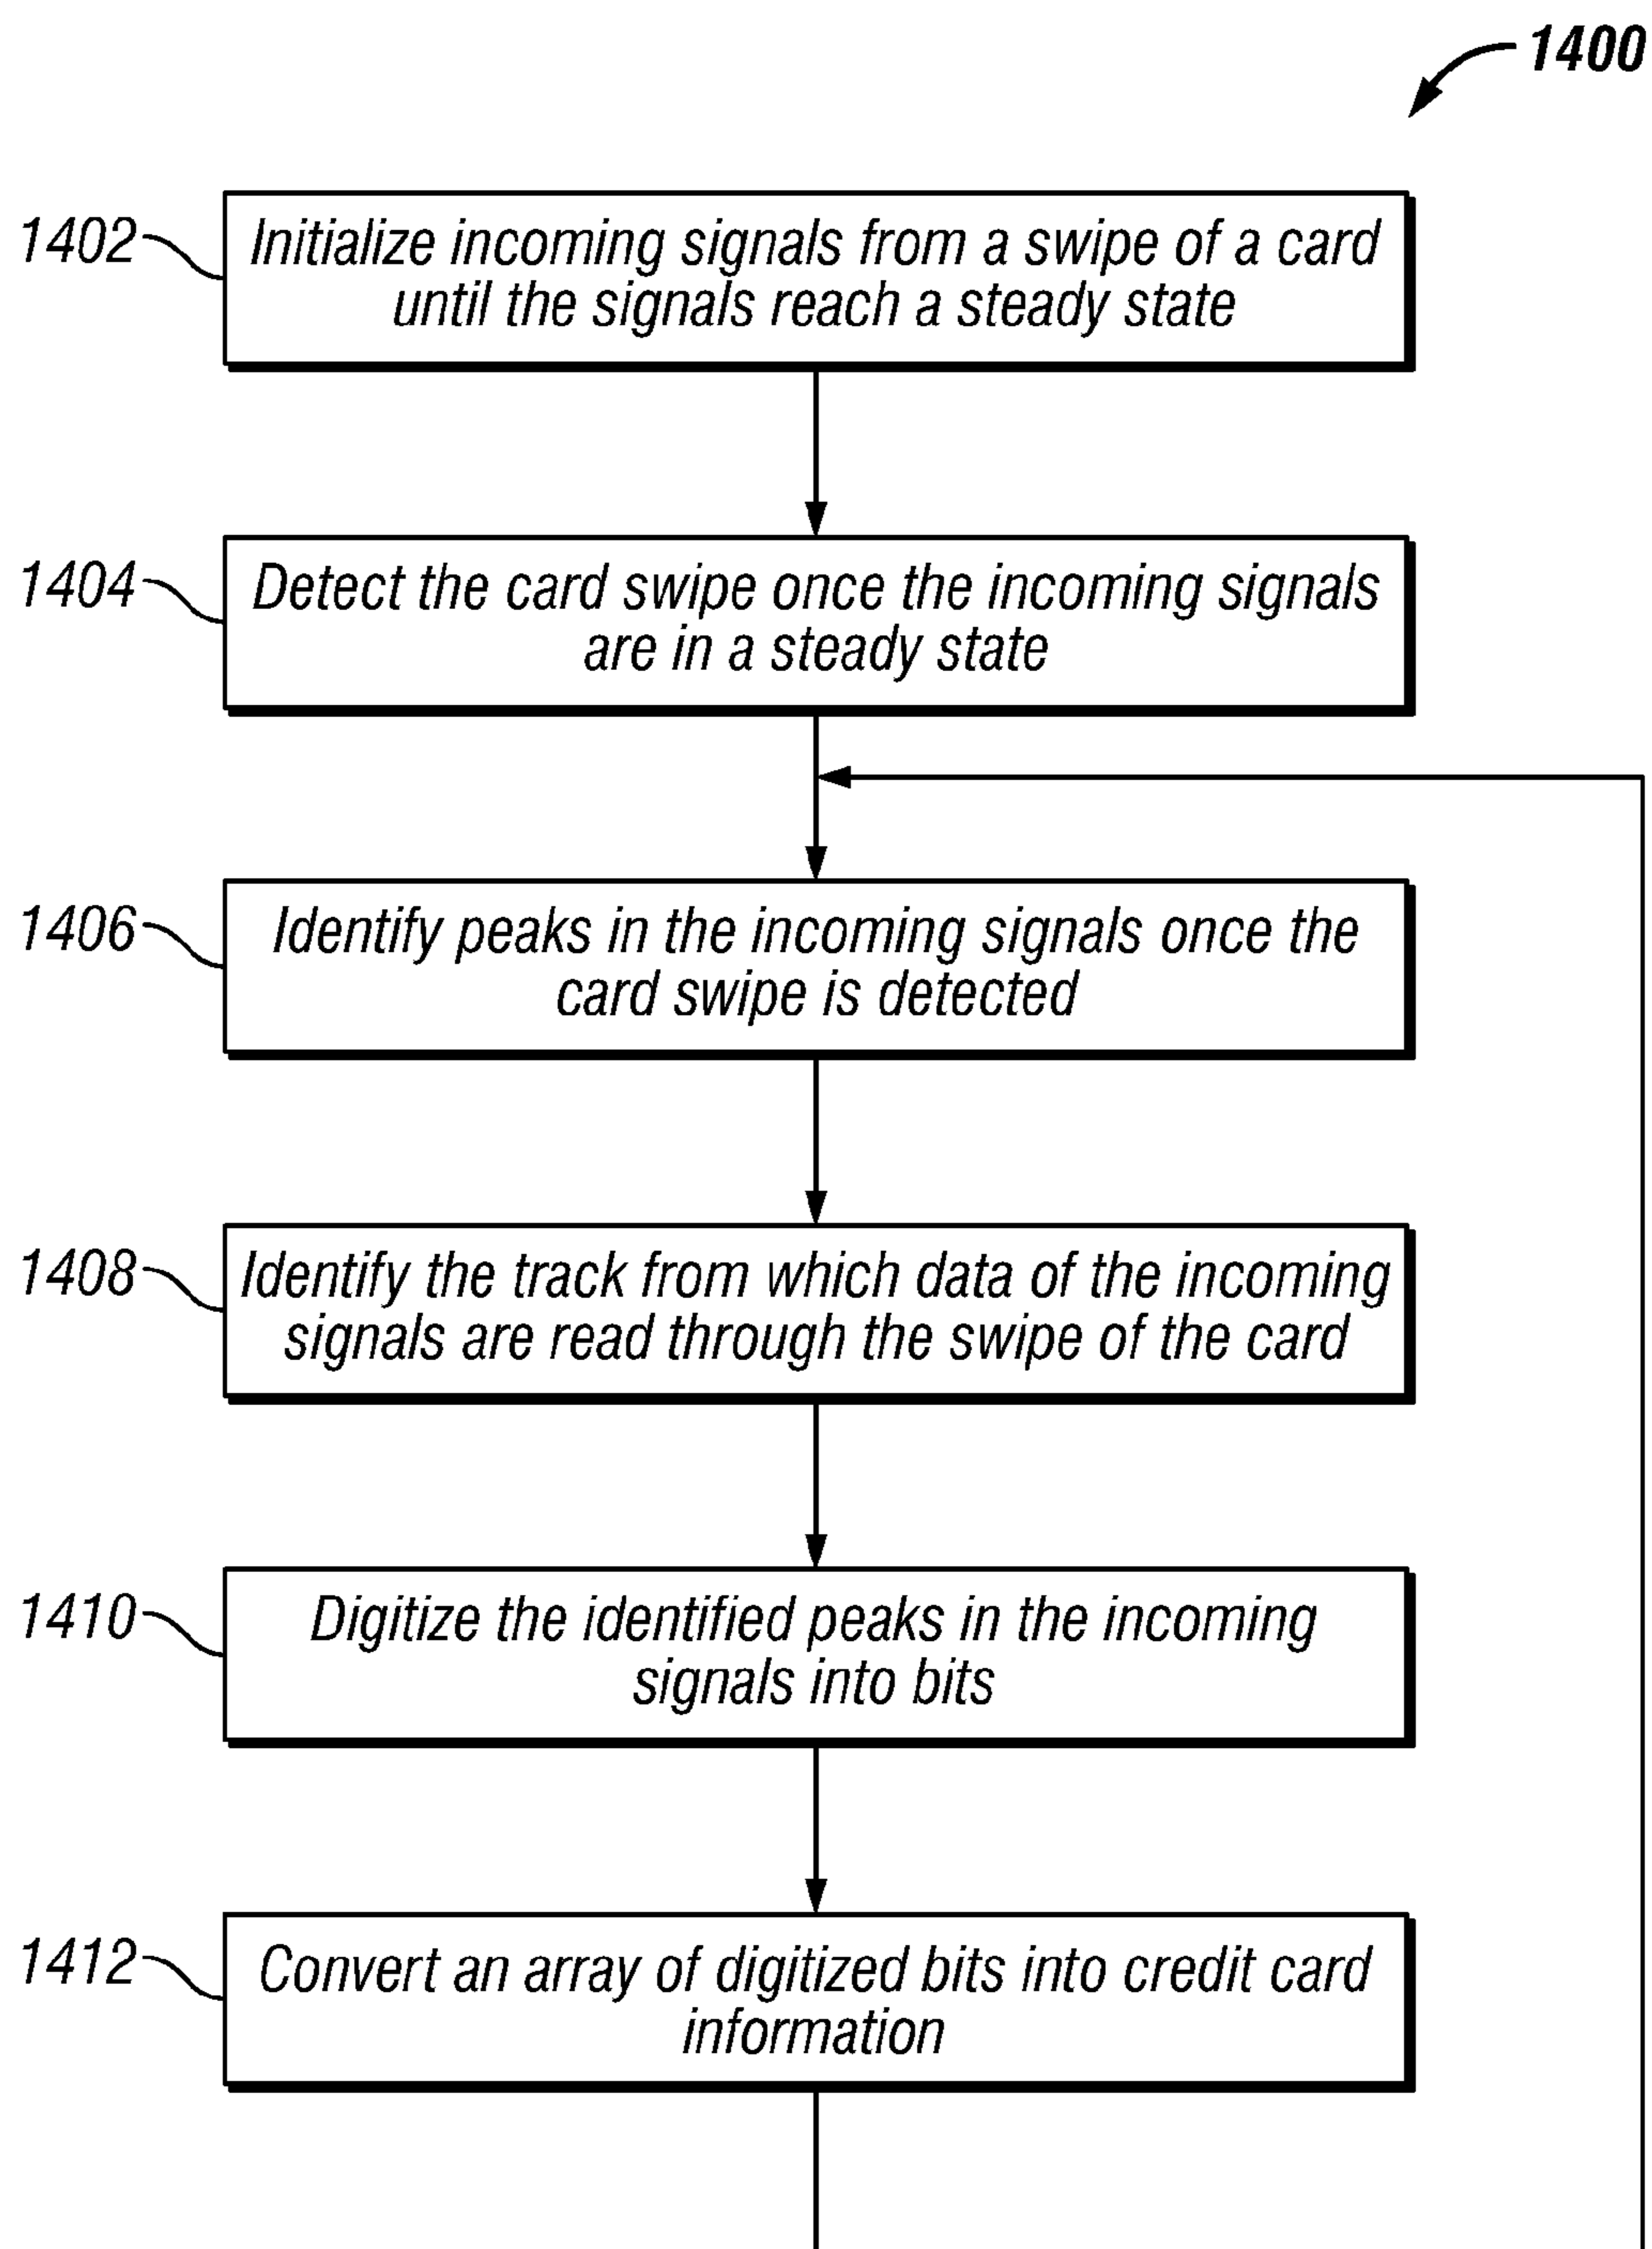 1400
1402
Initialize incoming signals from a swipe of a card
until the signals reach a steady state
1404
Detect the card swipe once the incoming signals
are in a steady state
1406
Identify peaks in the incoming signals once the
card swipe is detected
1408
Identify the track from which data of the incoming
signals are read through the swipe of the card
1410
Digitize the identified peaks in the incoming
signals into bits
1412
Convert an array of digitized bits into credit card
information